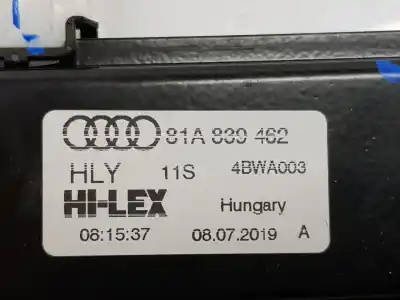 81A 839 462
HLY 11S 4BWA003
HI-LEX Hungary
08:15:37 08.07.2019 A